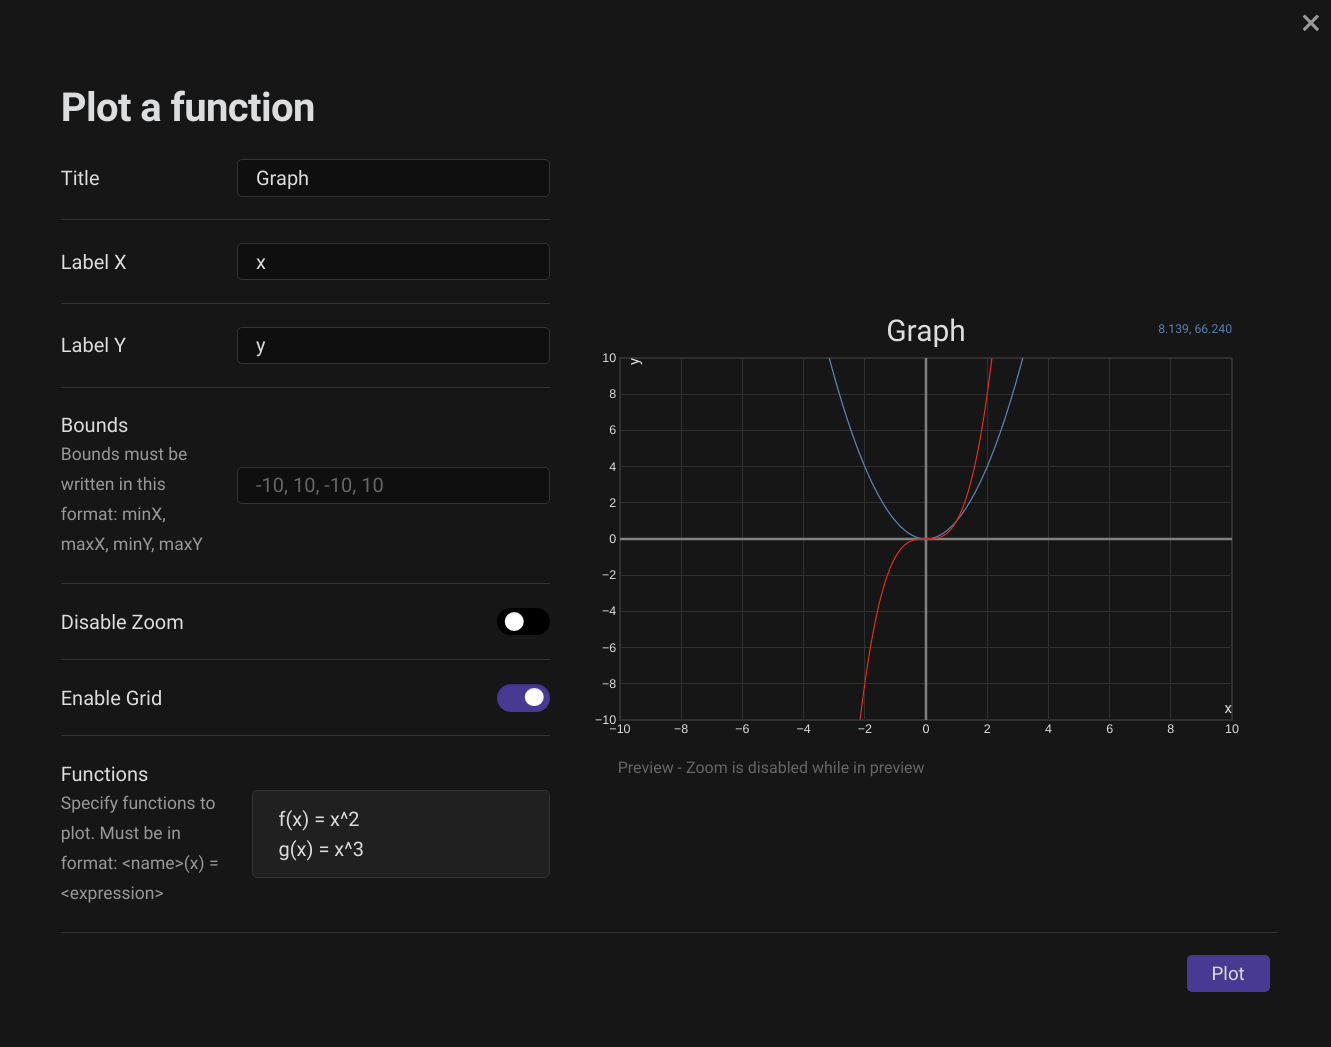 Plot a function
Title
Graph
Label X
x
Label Y
y
Bounds
Bounds must be
written in this
format: minX,
maxX, minY, maxY
-10, 10, -10, 10
Disable Zoom
Enable Grid
Functions
Specify functions to
plot. Must be in
format: <name>(x) =
<expression>
f(x) = x^2
g(x) = x^3
Graph
8.139, 66.240
y
10
8
6
4
2
0
−2
−4
−6
−8
−10
x
−10 −8 −6 −4 −2 0 2 4 6 8 10
Preview - Zoom is disabled while in preview
Plot